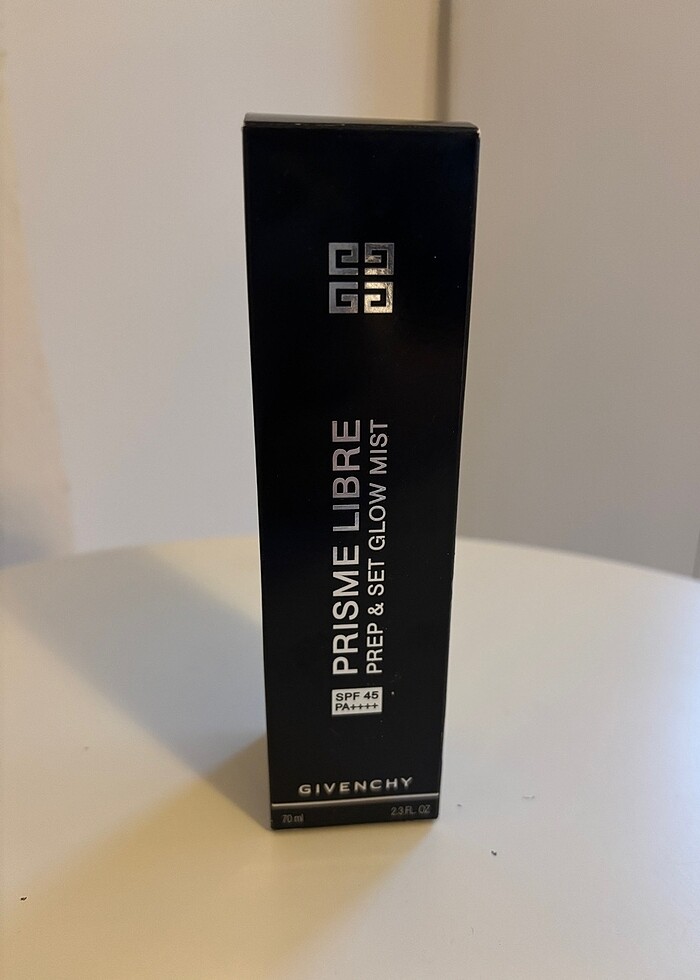 PRISME LIBRE
PREP & SET GLOW MIST
SPF 45
PA++++
GIVENCHY
70 ml 2.3 FL. OZ